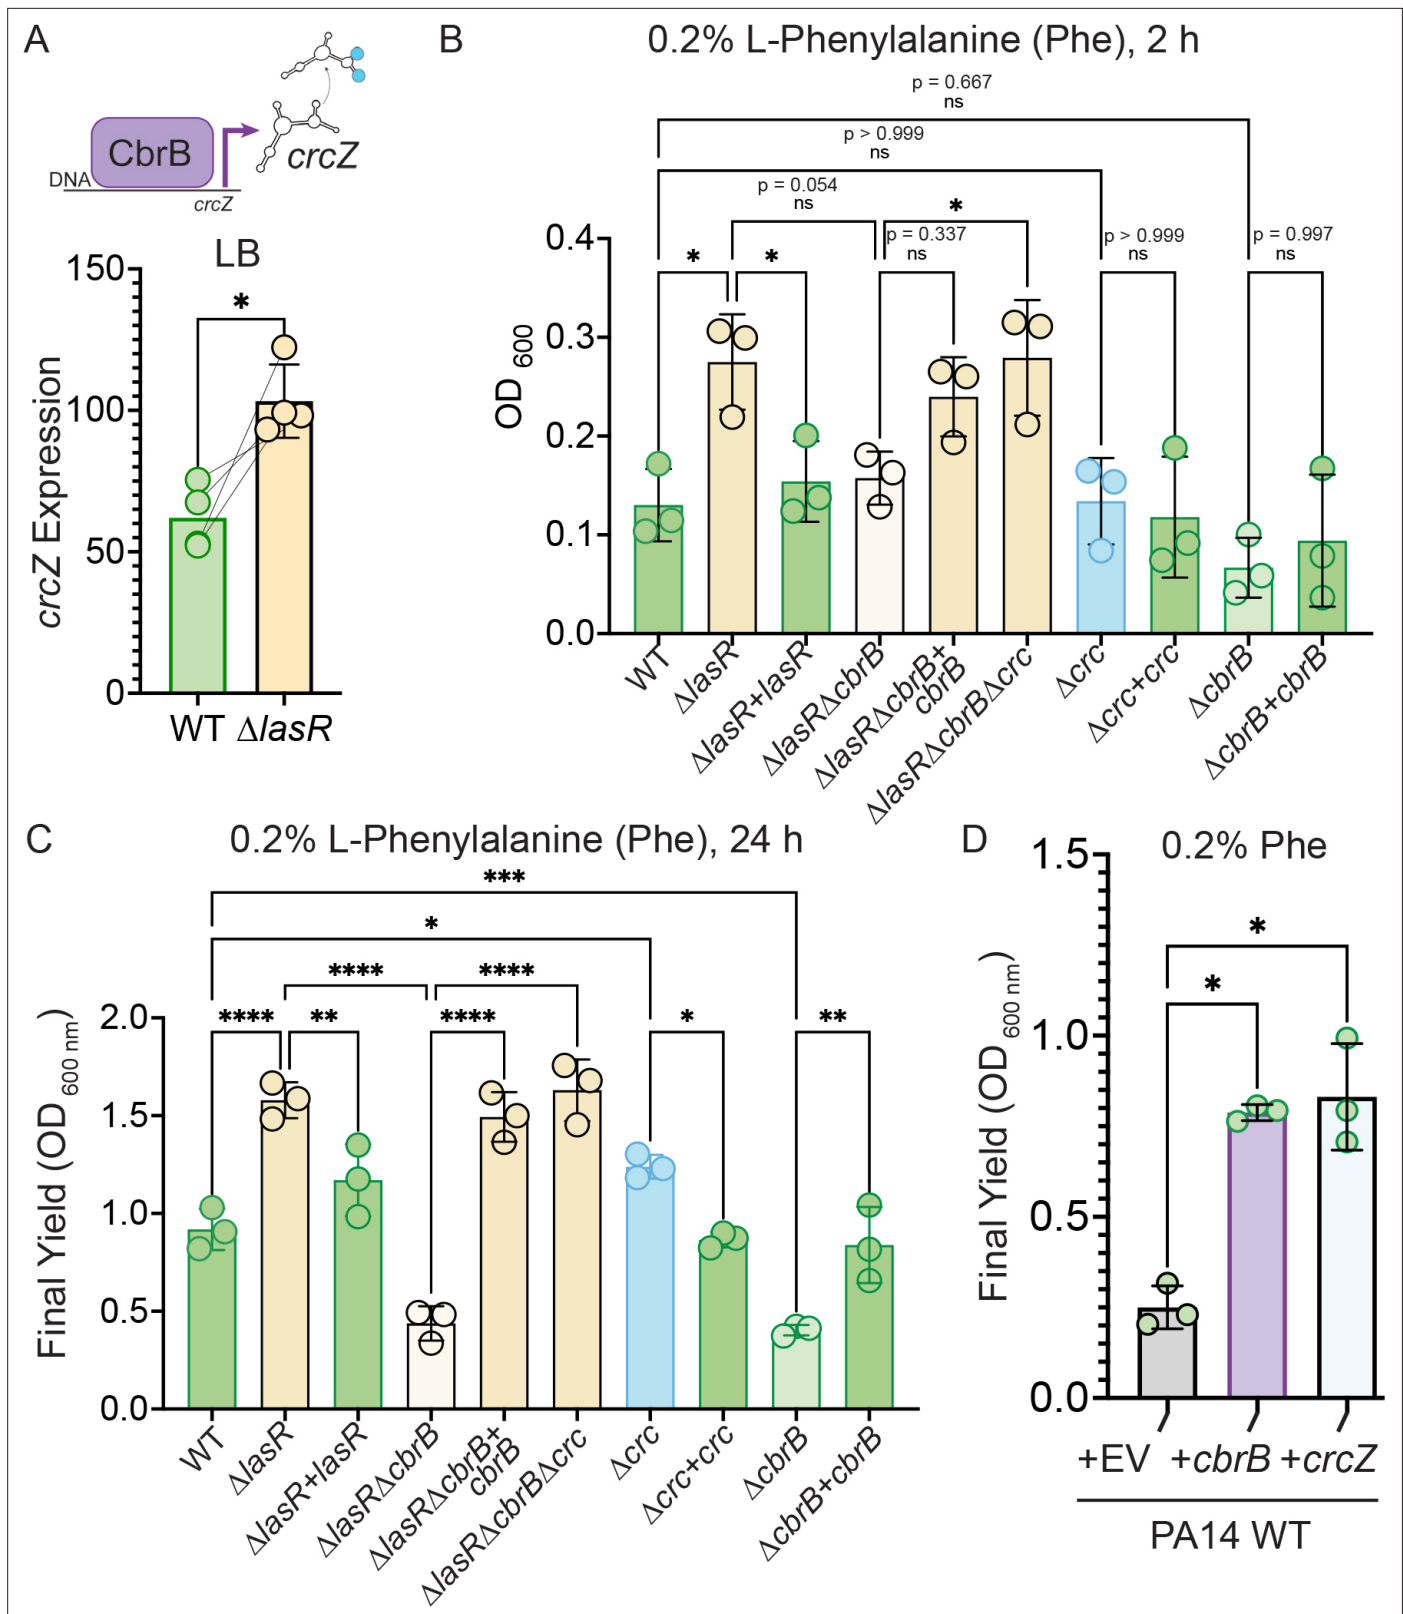 A
CbrB
DNA
crcZ
crcZ
LB
*
crcZ Expression
150
100
50
0
WT ΔlasR
B
0.2% L-Phenylalanine (Phe), 2 h
p = 0.667
ns
p > 0.999
ns
p = 0.054
ns
*
p = 0.337
ns
p > 0.999
ns
p = 0.997
ns
*
*
OD 600
0.4
0.3
0.2
0.1
0.0
WT
ΔlasR
ΔlasR+lasR
ΔlasRΔcbrB
ΔlasRΔcbrB+
cbrB
ΔlasRΔcbrBΔcrc
Δcrc
Δcrc+crc
ΔcbrB
ΔcbrB+cbrB
C
0.2% L-Phenylalanine (Phe), 24 h
***
*
****
****
****
**
****
*
**
Final Yield (OD 600 nm)
2.0
1.5
1.0
0.5
0.0
WT
ΔlasR
ΔlasR+lasR
ΔlasRΔcbrB
ΔlasRΔcbrB+
cbrB
ΔlasRΔcbrBΔcrc
Δcrc
Δcrc+crc
ΔcbrB
ΔcbrB+cbrB
D
0.2% Phe
*
*
Final Yield (OD 600 nm)
1.5
1.0
0.5
0.0
+EV +cbrB +crcZ
PA14 WT